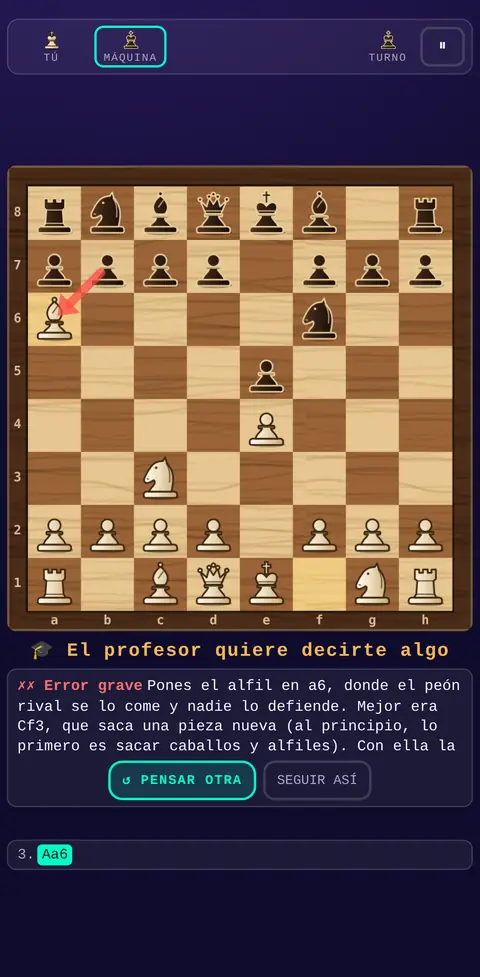 TÚ
MÁQUINA
TURNO
8
7
6
5
4
3
2
1
a b c d e f g h
El profesor quiere decirte algo
✗✗ Error grave Pones el alfil en a6, donde el peón
rival se lo come y nadie lo defiende. Mejor era
Cf3, que saca una pieza nueva (al principio, lo
primero es sacar caballos y alfiles). Con ella la
↺ PENSAR OTRA
SEGUIR ASÍ
3. Aa6